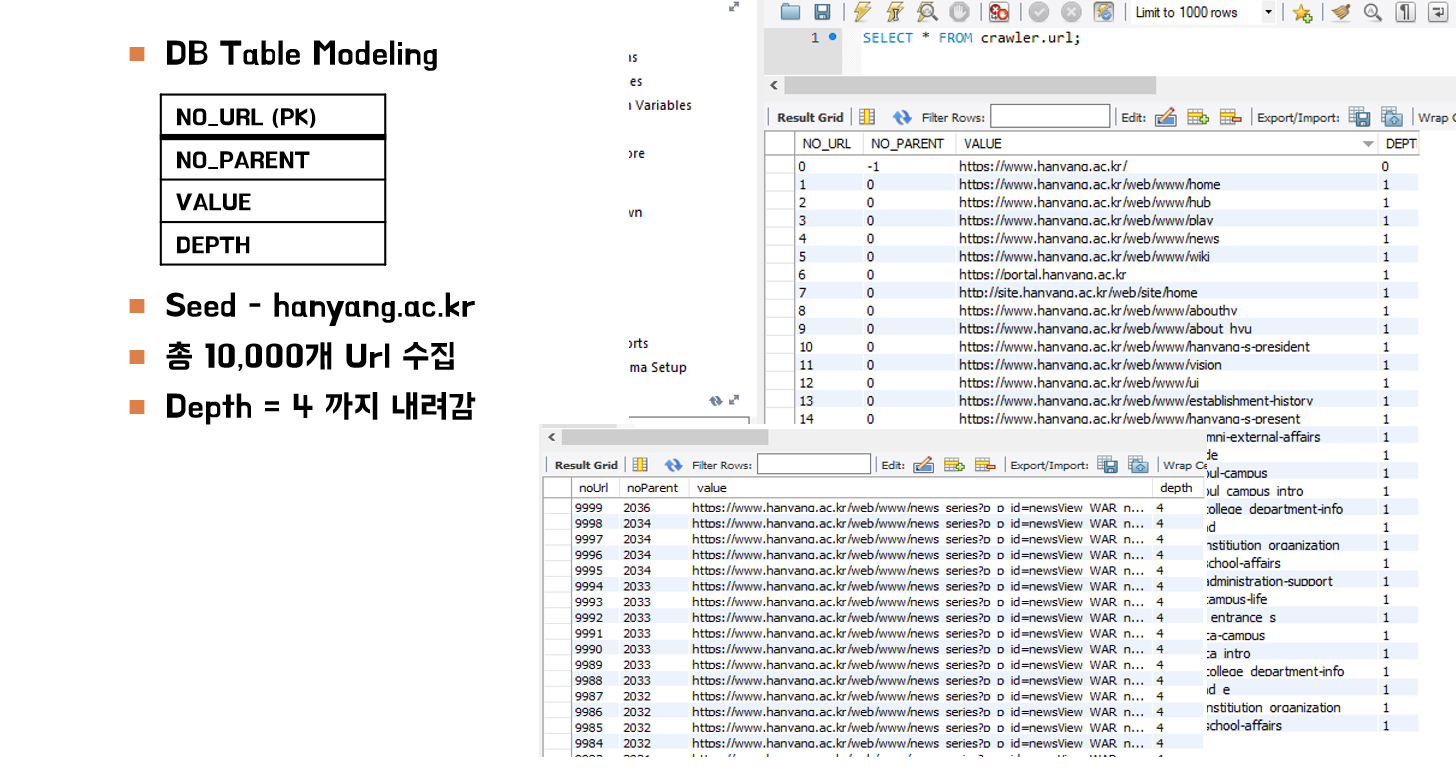 DB Table Modeling
NO_URL (PK)
NO_PARENT
VALUE
DEPTH
Seed - hanyang.ac.kr
총 10,000개 Url 수집
Depth = 4 까지 내려감
Variables
ma Setup
Limit to 1000 rows
1 SELECT * FROM crawler.url;
Result Grid Filter Rows: Edit: Export/Import: Wrap
NO_URL NO_PARENT VALUE DEPT
0 -1 https://www.hanyang.ac.kr/ 0
1 0 https://www.hanyang.ac.kr/web/www/home 1
2 0 https://www.hanyang.ac.kr/web/www/hub 1
3 0 https://www.hanyang.ac.kr/web/www/play 1
4 0 https://www.hanyang.ac.kr/web/www/news 1
5 0 https://www.hanyang.ac.kr/web/www/wiki 1
6 0 https://portal.hanyang.ac.kr 1
7 0 http://site.hanyang.ac.kr/web/site/home 1
8 0 https://www.hanyang.ac.kr/web/www/abouthy 1
9 0 https://www.hanyang.ac.kr/web/www/about_hyu 1
10 0 https://www.hanyang.ac.kr/web/www/hanyang-s-president 1
11 0 https://www.hanyang.ac.kr/web/www/vision 1
12 0 https://www.hanyang.ac.kr/web/www/ui 1
13 0 https://www.hanyang.ac.kr/web/www/establishment-history 1
14 0 https://www.hanyang.ac.kr/web/www/hanyang-s-present 1
mni-external-affairs 1
de 1
oul-campus 1
oul_campus_intro 1
college_department-info 1
nd 1
nstitution_organization 1
school-affairs 1
administration-support 1
campus-life 1
_entrance_s 1
ca-campus 1
ca_intro 1
college_department-info 1
nd_e 1
nstitution_organization 1
school-affairs 1
Result Grid Filter Rows: Edit: Export/Import: Wrap Ce
noUrl noParent value depth
9999 2036 https://www.hanyang.ac.kr/web/www/news_series?p_p_id=newsView_WAR_n... 4
9998 2034 https://www.hanyang.ac.kr/web/www/news_series?p_p_id=newsView_WAR_n... 4
9997 2034 https://www.hanyang.ac.kr/web/www/news_series?p_p_id=newsView_WAR_n... 4
9996 2034 https://www.hanyang.ac.kr/web/www/news_series?p_p_id=newsView_WAR_n... 4
9995 2034 https://www.hanyang.ac.kr/web/www/news_series?p_p_id=newsView_WAR_n... 4
9994 2033 https://www.hanyang.ac.kr/web/www/news_series?p_p_id=newsView_WAR_n... 4
9993 2033 https://www.hanyang.ac.kr/web/www/news_series?p_p_id=newsView_WAR_n... 4
9992 2033 https://www.hanyang.ac.kr/web/www/news_series?p_p_id=newsView_WAR_n... 4
9991 2033 https://www.hanyang.ac.kr/web/www/news_series?p_p_id=newsView_WAR_n... 4
9990 2033 https://www.hanyang.ac.kr/web/www/news_series?p_p_id=newsView_WAR_n... 4
9989 2033 https://www.hanyang.ac.kr/web/www/news_series?p_p_id=newsView_WAR_n... 4
9988 2033 https://www.hanyang.ac.kr/web/www/news_series?p_p_id=newsView_WAR_n... 4
9987 2032 https://www.hanyang.ac.kr/web/www/news_series?p_p_id=newsView_WAR_n... 4
9986 2032 https://www.hanyang.ac.kr/web/www/news_series?p_p_id=newsView_WAR_n... 4
9985 2032 https://www.hanyang.ac.kr/web/www/news_series?p_p_id=newsView_WAR_n... 4
9984 2032 https://www.hanyang.ac.kr/web/www/news_series?p_p_id=newsView_WAR_n... 4